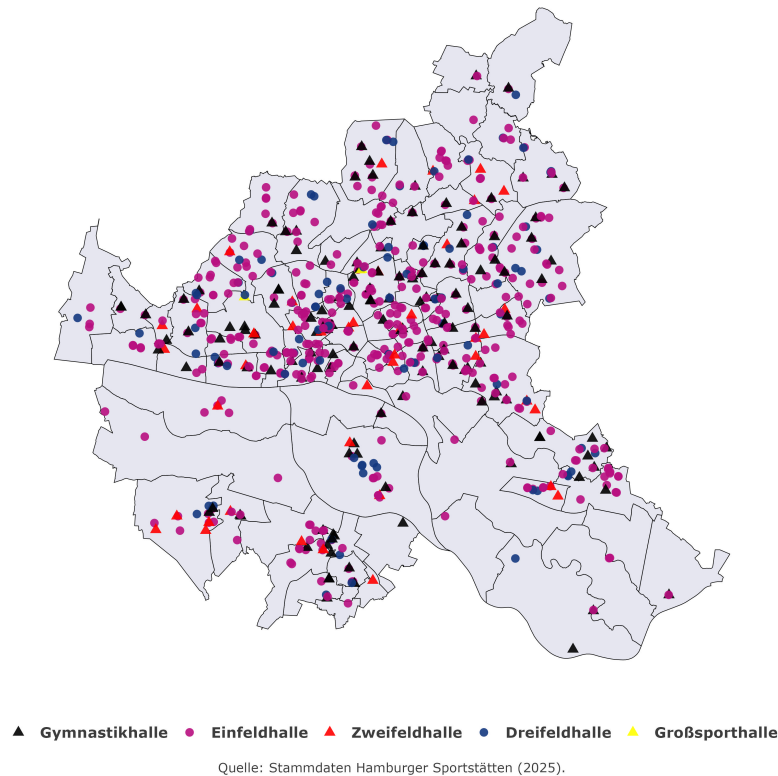 Gymnastikhalle Einfeldhalle Zweifeldhalle Dreifeldhalle Großsporthalle
Quelle: Stammdaten Hamburger Sportstätten (2025).